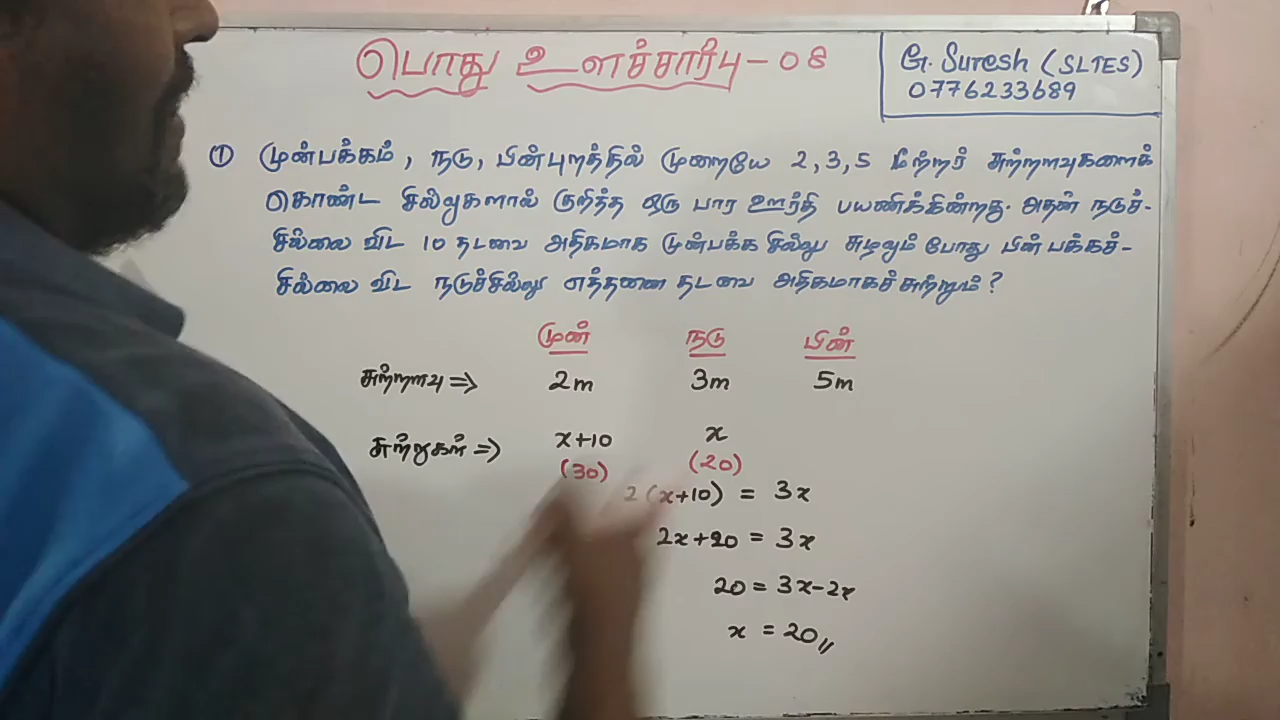 பொது உளச்சார்பு - 08
G. Suresh (SLTES)
0776233689
① முன்பக்கம், நடு, பின்புறத்தில் முறையே 2, 3, 5 மீற்றர் சுற்றளவுகளைக்
கொண்ட சில்லுகளால் குறித்த ஒரு பார ஊர்தி பயணிக்கின்றது. அதன் நடுச்-
சில்லை விட 10 தடவை அதிகமாக முன்பக்க சில்லு சுழலும் போது பின் பக்கச்-
சில்லை விட நடுச்சில்லு எத்தனை தடவை அதிகமாகச் சுற்றும்?
முன் நடு பின்
சுற்றளவு => 2m 3m 5m
சுற்றுகள் => x+10 x
(30) (20)
2(x+10) = 3x
2x+20 = 3x
20 = 3x-2x
x = 20